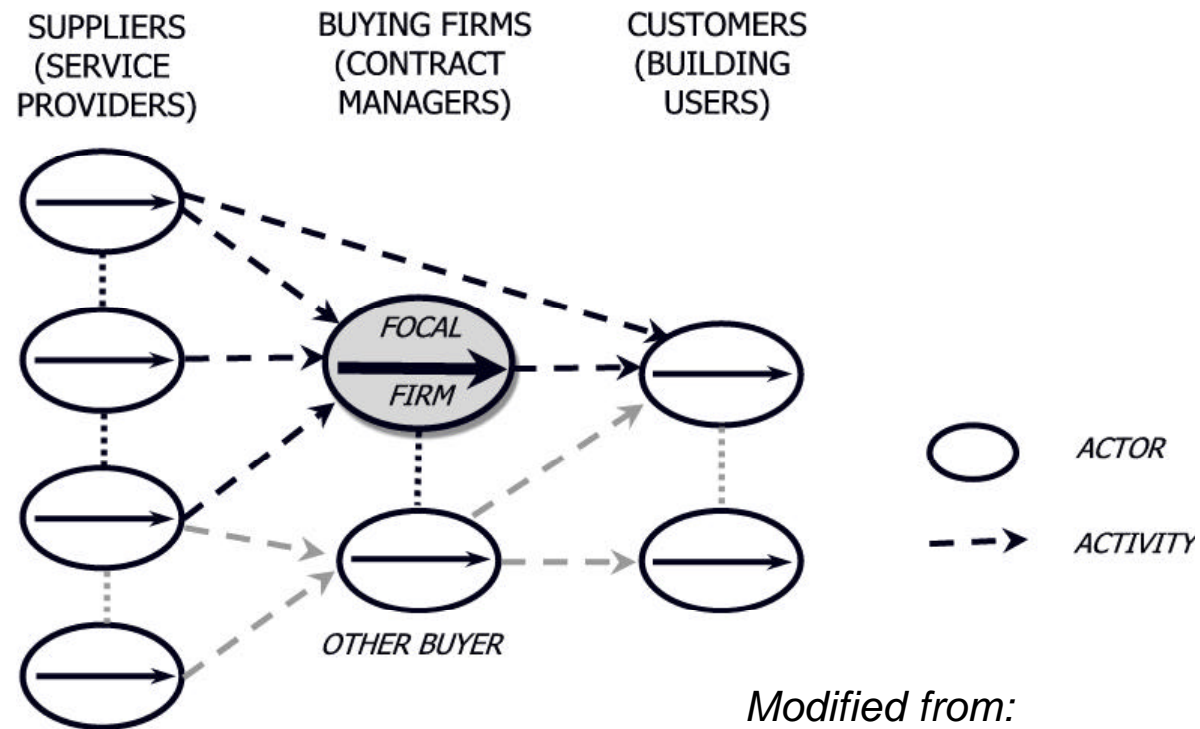 SUPPLIERS
(SERVICE
PROVIDERS)
BUYING FIRMS
(CONTRACT
MANAGERS)
CUSTOMERS
(BUILDING
USERS)
FOCAL
FIRM
ACTOR
ACTIVITY
OTHER BUYER
Modified from: